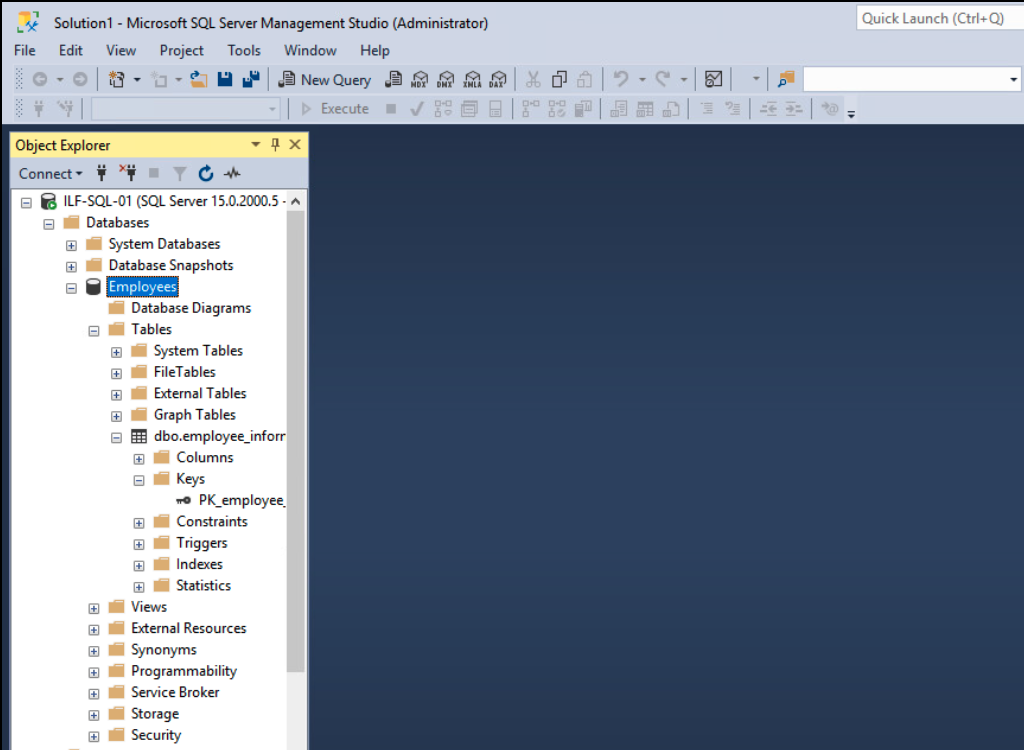 Solution1 - Microsoft SQL Server Management Studio (Administrator)
Quick Launch (Ctrl+Q)
File Edit View Project Tools Window Help
New Query MDX DMX XMLA DAX
Execute
Object Explorer
Connect
ILF-SQL-01 (SQL Server 15.0.2000.5 -
Databases
System Databases
Database Snapshots
Employees
Database Diagrams
Tables
System Tables
FileTables
External Tables
Graph Tables
dbo.employee_inforr
Columns
Keys
PK_employee_
Constraints
Triggers
Indexes
Statistics
Views
External Resources
Synonyms
Programmability
Service Broker
Storage
Security